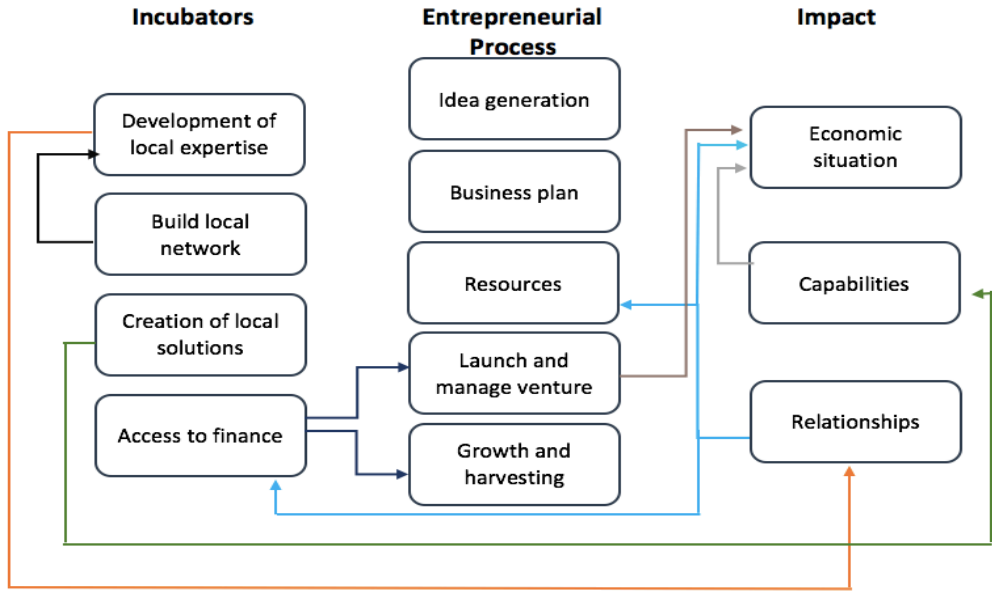 Incubators
Development of
local expertise
Build local
network
Creation of local
solutions
Access to finance
Entrepreneurial
Process
Idea generation
Business plan
Resources
Launch and
manage venture
Growth and
harvesting
Impact
Economic
situation
Capabilities
Relationships